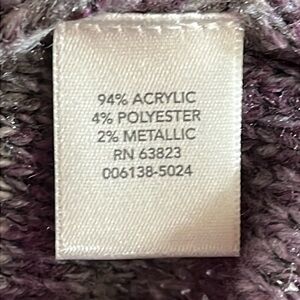 94% ACRYLIC
4% POLYESTER
2% METALLIC
RN 63823
006138-5024